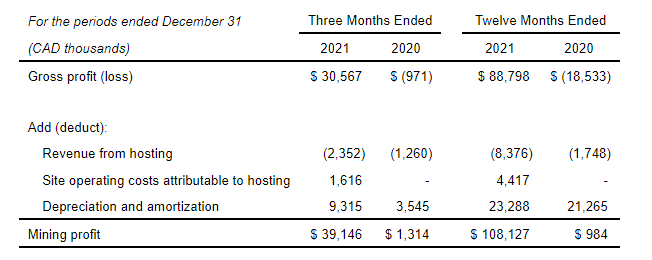 For the periods ended December 31 Three Months Ended Twelve Months Ended
(CAD thousands) 2021 2020 2021 2020
Gross profit (loss) $ 30,567 $ (971) $ 88,798 $ (18,533)
Add (deduct):
Revenue from hosting (2,352) (1,260) (8,376) (1,748)
Site operating costs attributable to hosting 1,616 - 4,417 -
Depreciation and amortization 9,315 3,545 23,288 21,265
Mining profit $ 39,146 $ 1,314 $ 108,127 $ 984